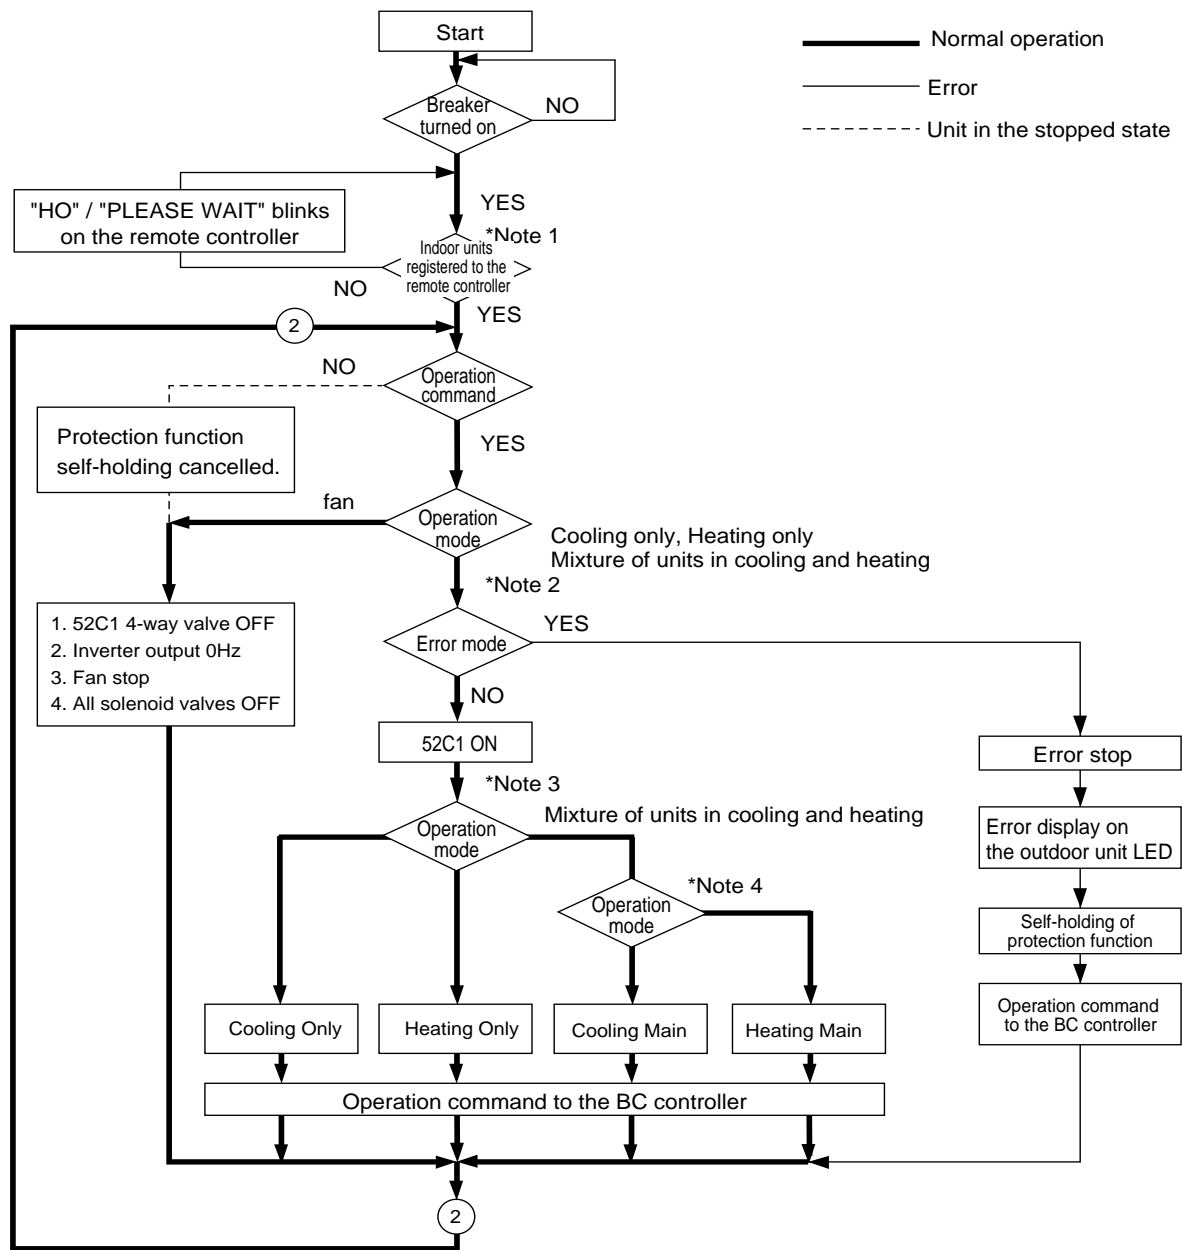 Start
Normal operation
Error
Unit in the stopped state
Breaker
turned on
NO
YES
"HO" / "PLEASE WAIT" blinks
on the remote controller
*Note 1
Indoor units
registered to the
remote controller
NO
YES
2
NO
Operation
command
Protection function
self-holding cancelled.
YES
fan
Operation
mode
Cooling only, Heating only
Mixture of units in cooling and heating
*Note 2
1. 52C1 4-way valve OFF
2. Inverter output 0Hz
3. Fan stop
4. All solenoid valves OFF
Error mode
YES
NO
52C1 ON
Error stop
*Note 3
Mixture of units in cooling and heating
Operation
mode
Error display on
the outdoor unit LED
*Note 4
Operation
mode
Self-holding of
protection function
Operation command
to the BC controller
Cooling Only
Heating Only
Cooling Main
Heating Main
Operation command to the BC controller
2